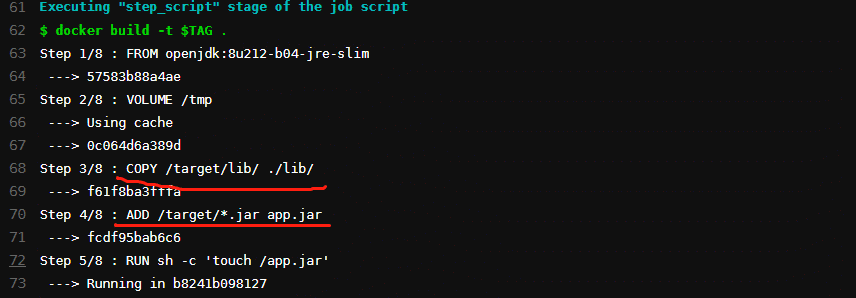 61 Executing "step_script" stage of the job script
62 $ docker build -t $TAG .
63 Step 1/8 : FROM openjdk:8u212-b04-jre-slim
64 ---> 57583b88a4ae
65 Step 2/8 : VOLUME /tmp
66 ---> Using cache
67 ---> 0c064d6a389d
68 Step 3/8 : COPY /target/lib/ ./lib/
69 ---> f61f8ba3fffa
70 Step 4/8 : ADD /target/*.jar app.jar
71 ---> fcdf95bab6c6
72 Step 5/8 : RUN sh -c 'touch /app.jar'
73 ---> Running in b8241b098127